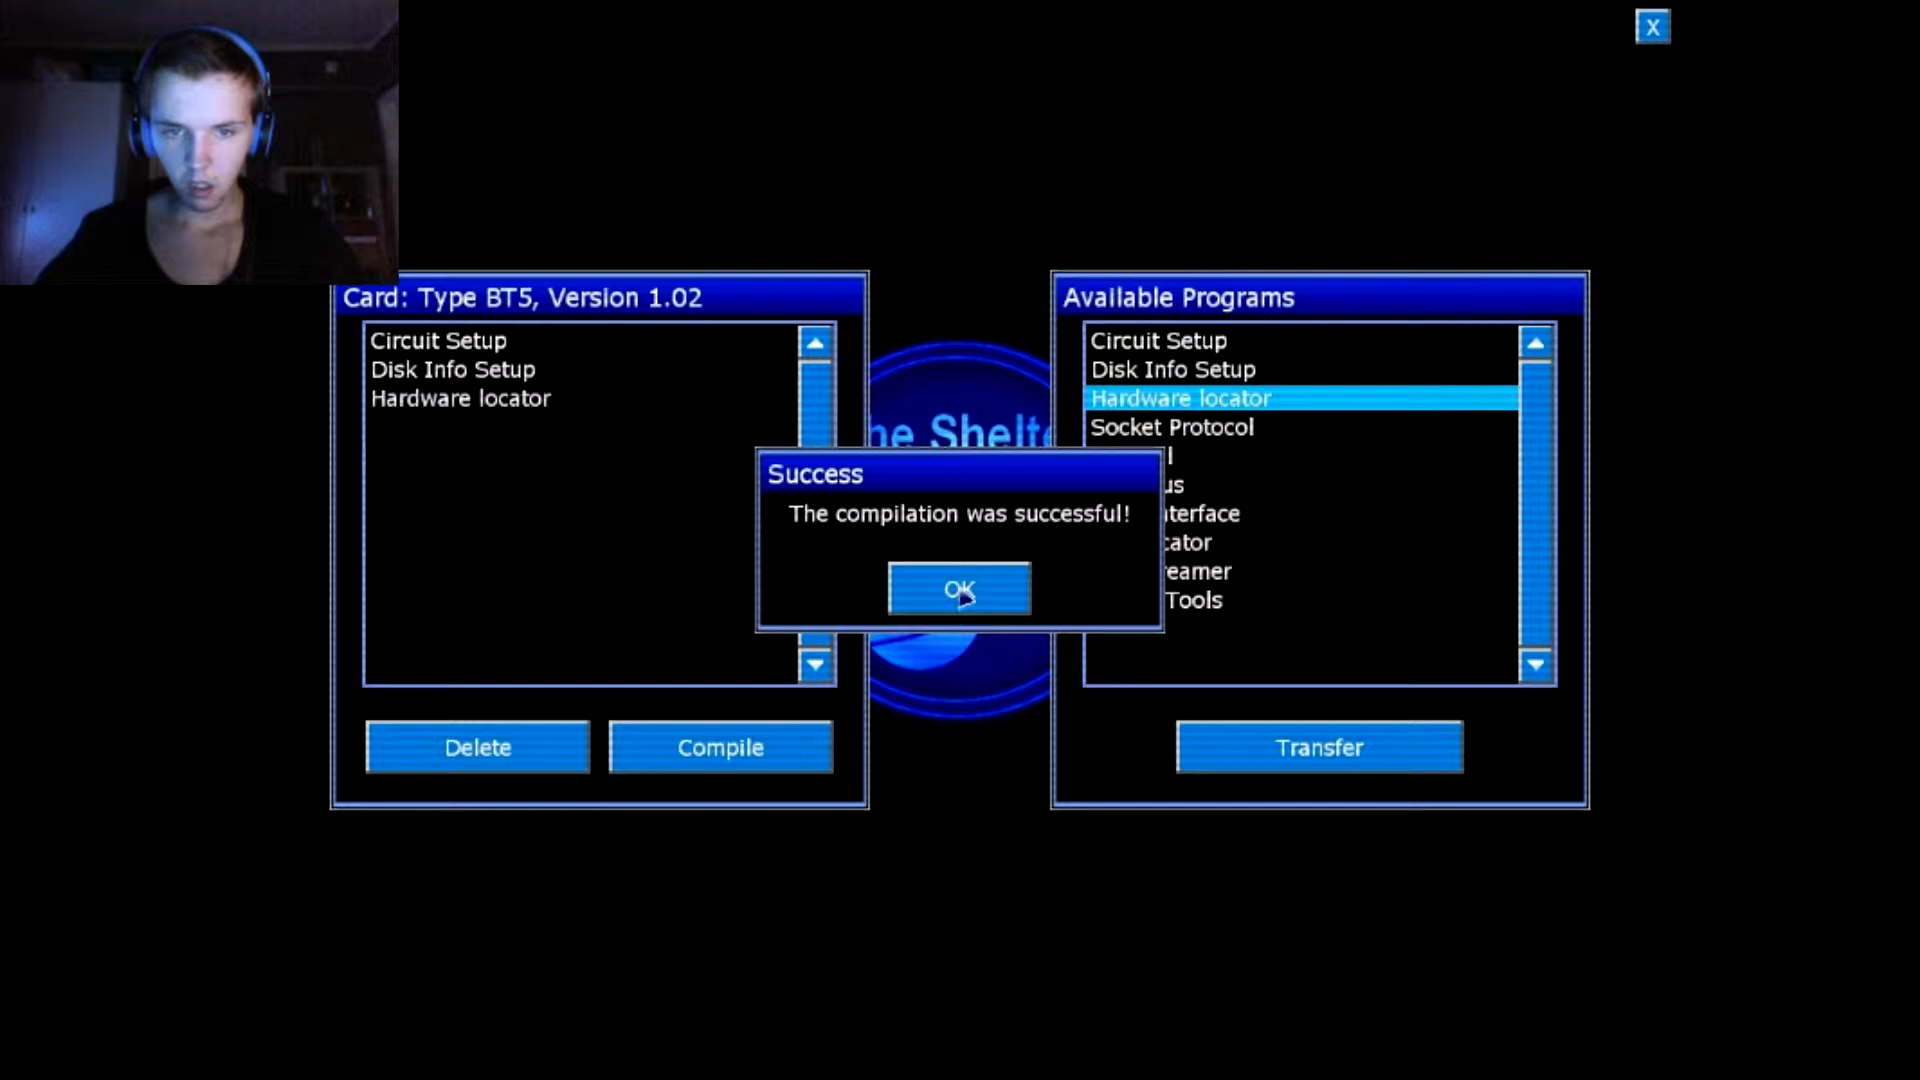 X
Card: Type BT5, Version 1.02
Circuit Setup
Disk Info Setup
Hardware locator
Delete
Compile
Shelt
Success
The compilation was successful!
OK
Available Programs
Circuit Setup
Disk Info Setup
Hardware locator
Socket Protocol
Tools
Transfer